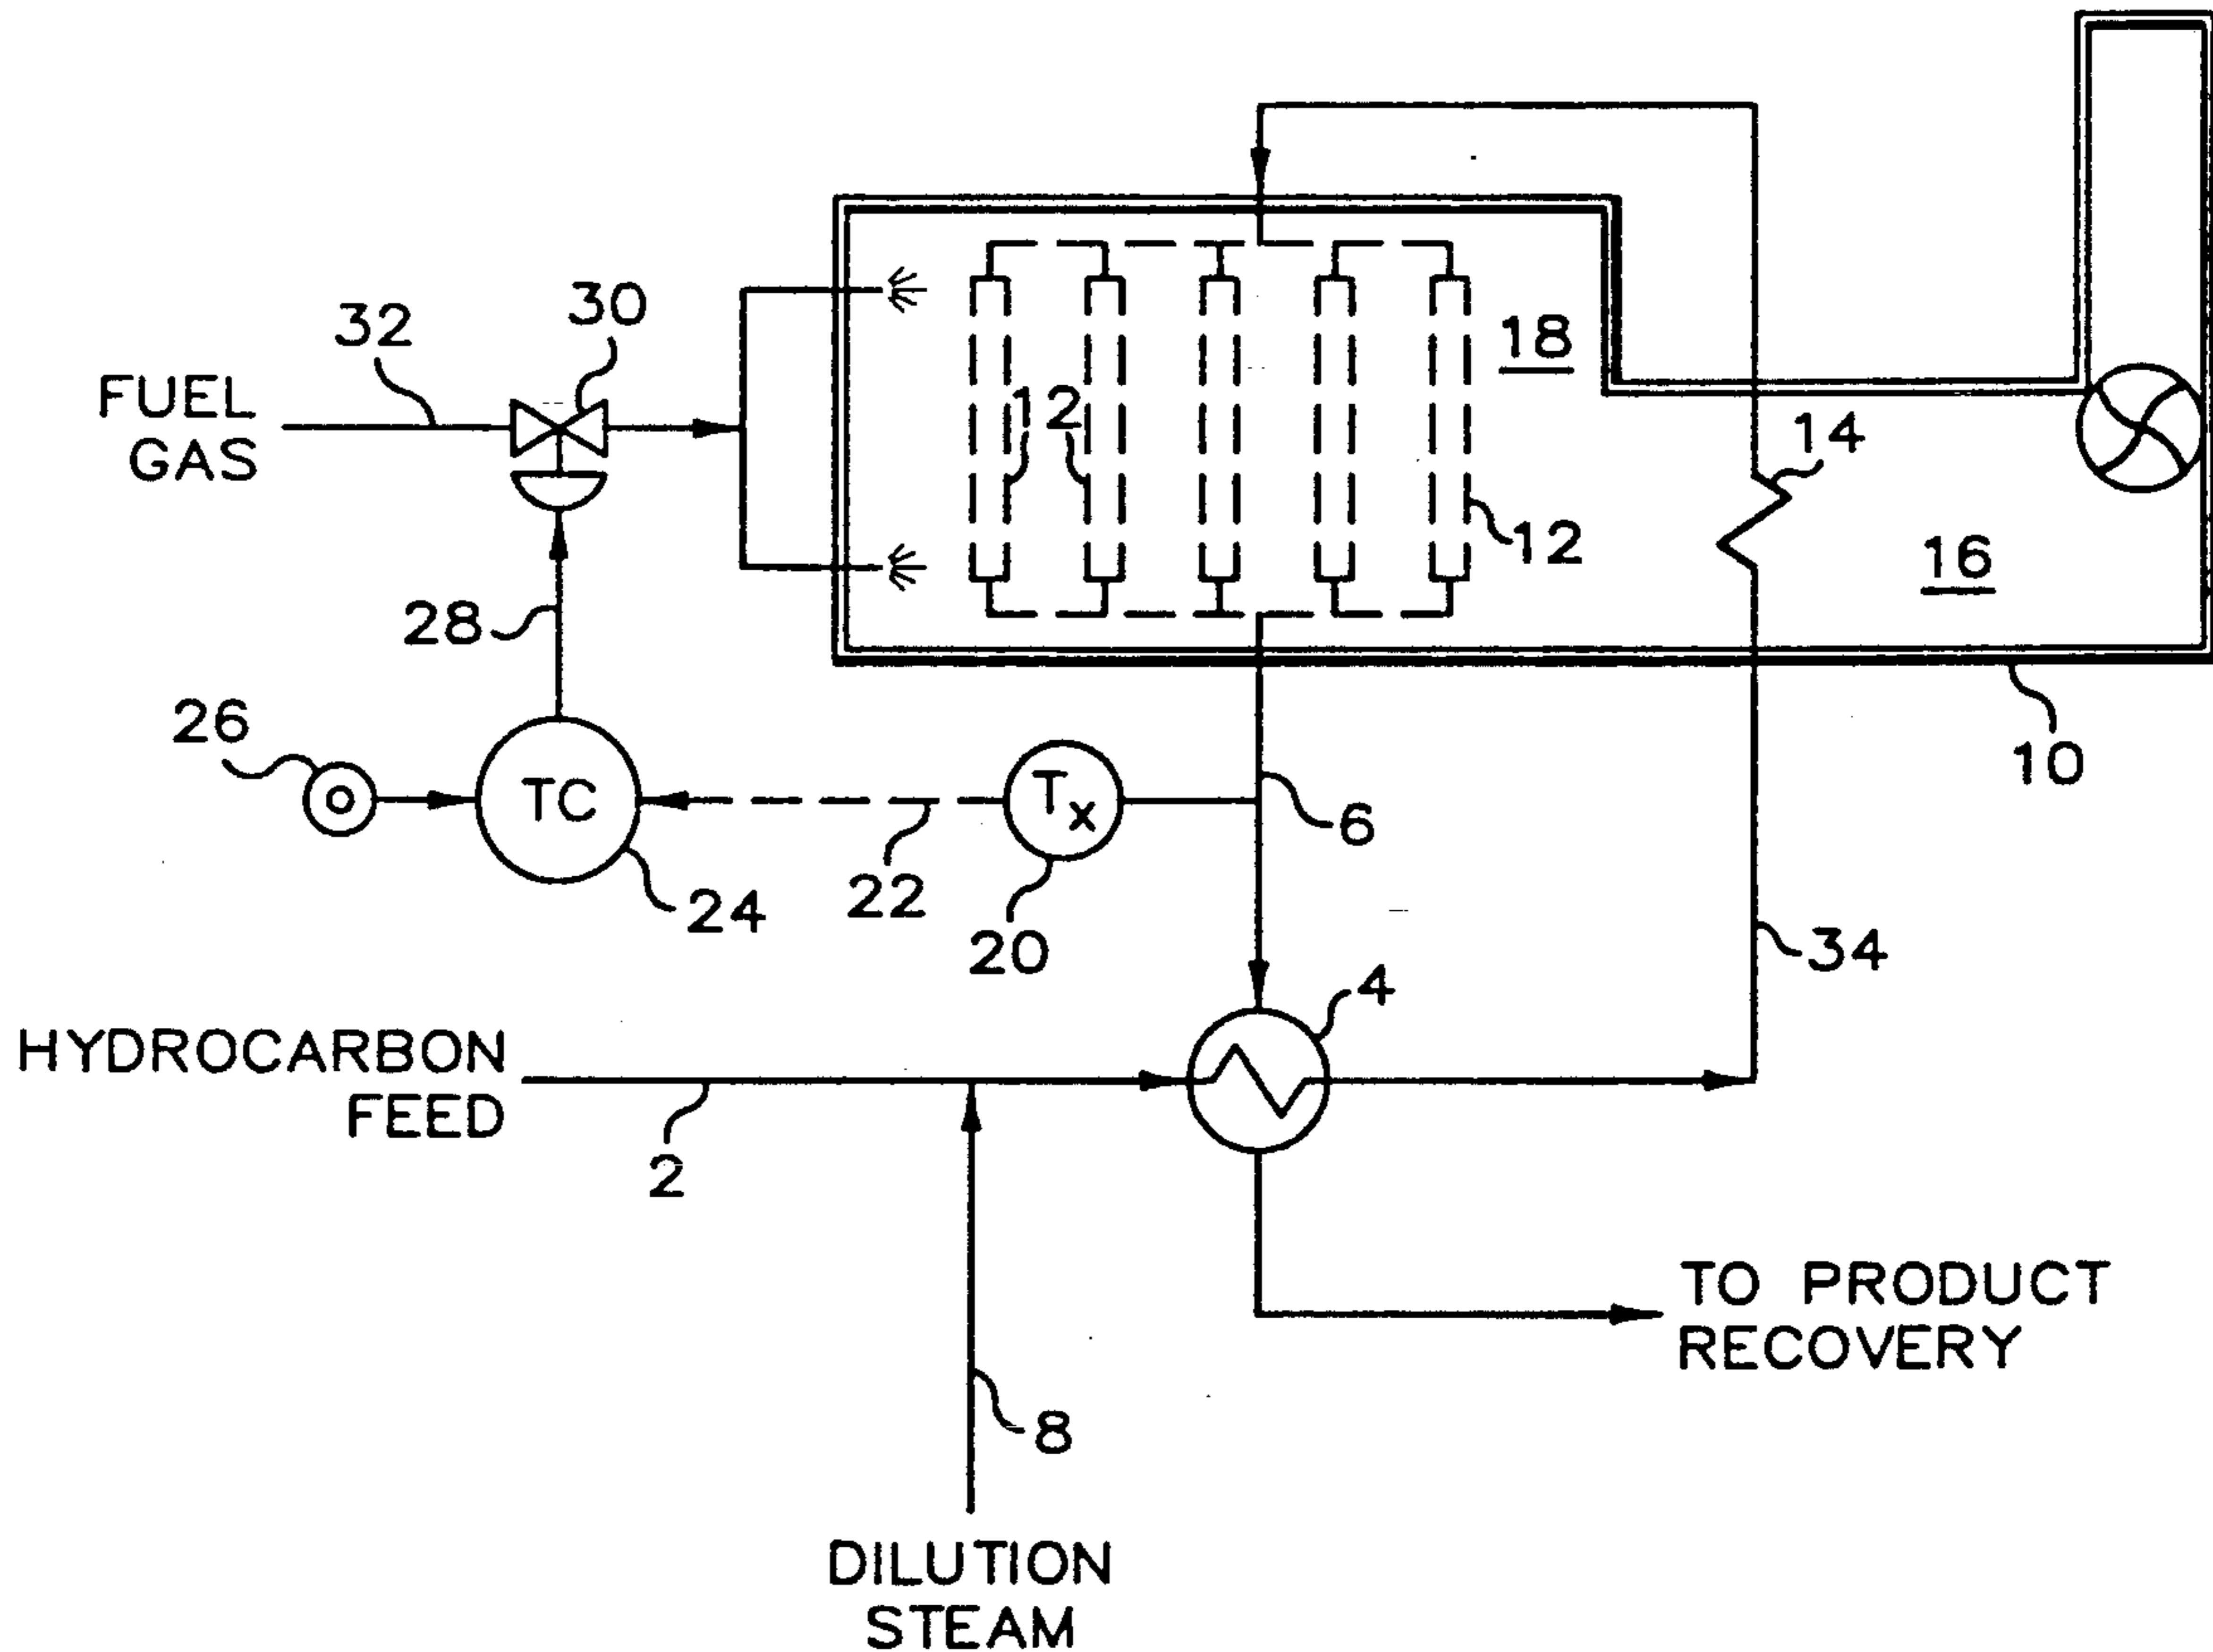 30
32
18
FUEL
GAS
12
14
12
16
28
26
TC
Tx
10
6
24
22
20
34
4
HYDROCARBON
FEED
2
TO PRODUCT
RECOVERY
8
DILUTION
STEAM